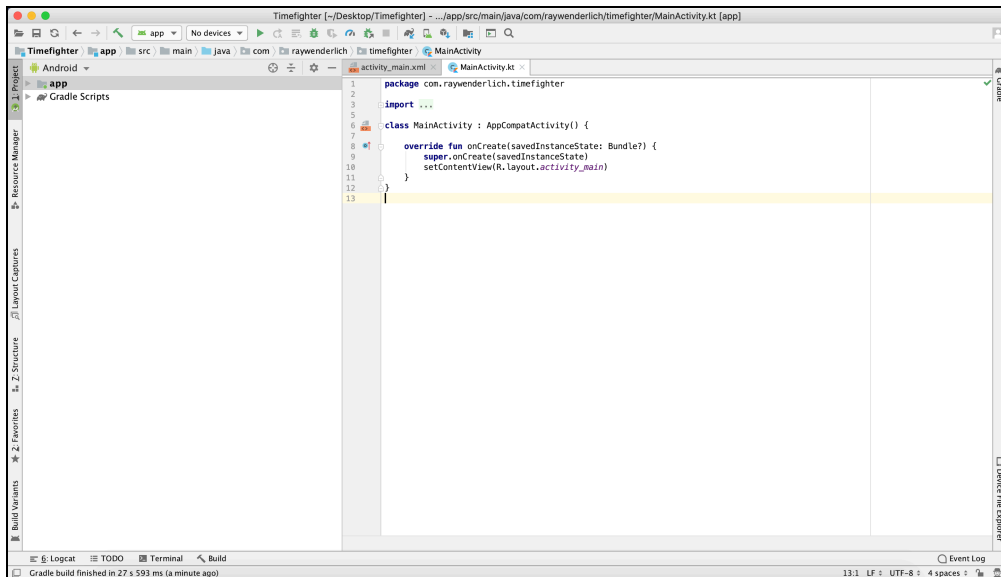 Timefighter [~/Desktop/Timefighter] - .../app/src/main/java/com/raywenderlich/timefighter/MainActivity.kt [app]
app No devices
Timefighter app src main java com raywenderlich timefighter MainActivity
Android
activity_main.xml MainActivity.kt
app
Gradle Scripts
1: Project
Resource Manager
Layout Captures
Z: Structure
2: Favorites
Build Variants
1 package com.raywenderlich.timefighter
2
3 import ...
5
6 class MainActivity : AppCompatActivity() {
7
8 override fun onCreate(savedInstanceState: Bundle?) {
9 super.onCreate(savedInstanceState)
10 setContentView(R.layout.activity_main)
11 }
12 }
13
Gradle
Device File Explorer
6: Logcat TODO Terminal Build Event Log
Gradle build finished in 27 s 593 ms (a minute ago) 13:1 LF UTF-8 4 spaces